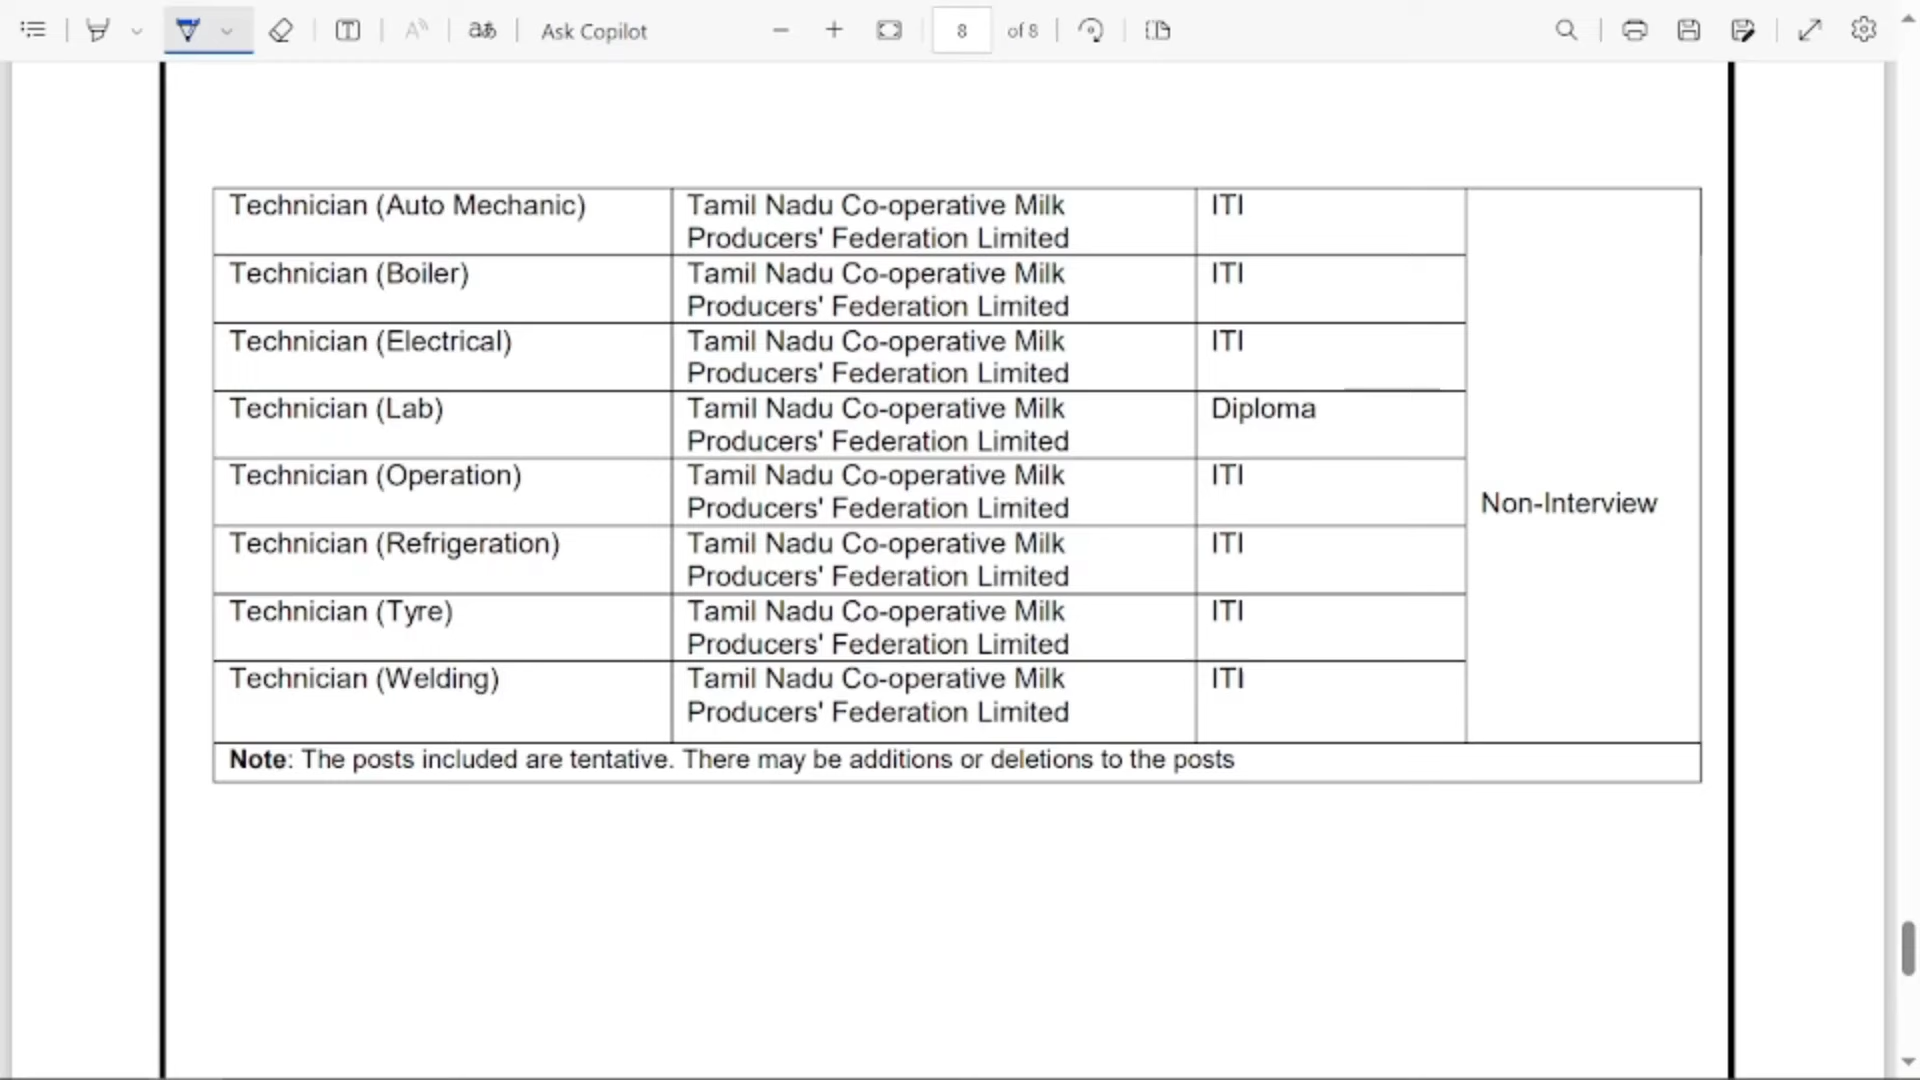 Ask Copilot
8 of 8
Technician (Auto Mechanic) Tamil Nadu Co-operative Milk ITI
Producers' Federation Limited
Technician (Boiler) Tamil Nadu Co-operative Milk ITI
Producers' Federation Limited
Technician (Electrical) Tamil Nadu Co-operative Milk ITI
Producers' Federation Limited
Technician (Lab) Tamil Nadu Co-operative Milk Diploma
Producers' Federation Limited
Technician (Operation) Tamil Nadu Co-operative Milk ITI
Producers' Federation Limited
Non-Interview
Technician (Refrigeration) Tamil Nadu Co-operative Milk ITI
Producers' Federation Limited
Technician (Tyre) Tamil Nadu Co-operative Milk ITI
Producers' Federation Limited
Technician (Welding) Tamil Nadu Co-operative Milk ITI
Producers' Federation Limited
Note: The posts included are tentative. There may be additions or deletions to the posts